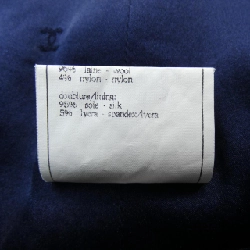 96% laine - wool
4% nylon - nylon
doublure/lining:
95% soie - silk
5% lycra - spandex/lycra